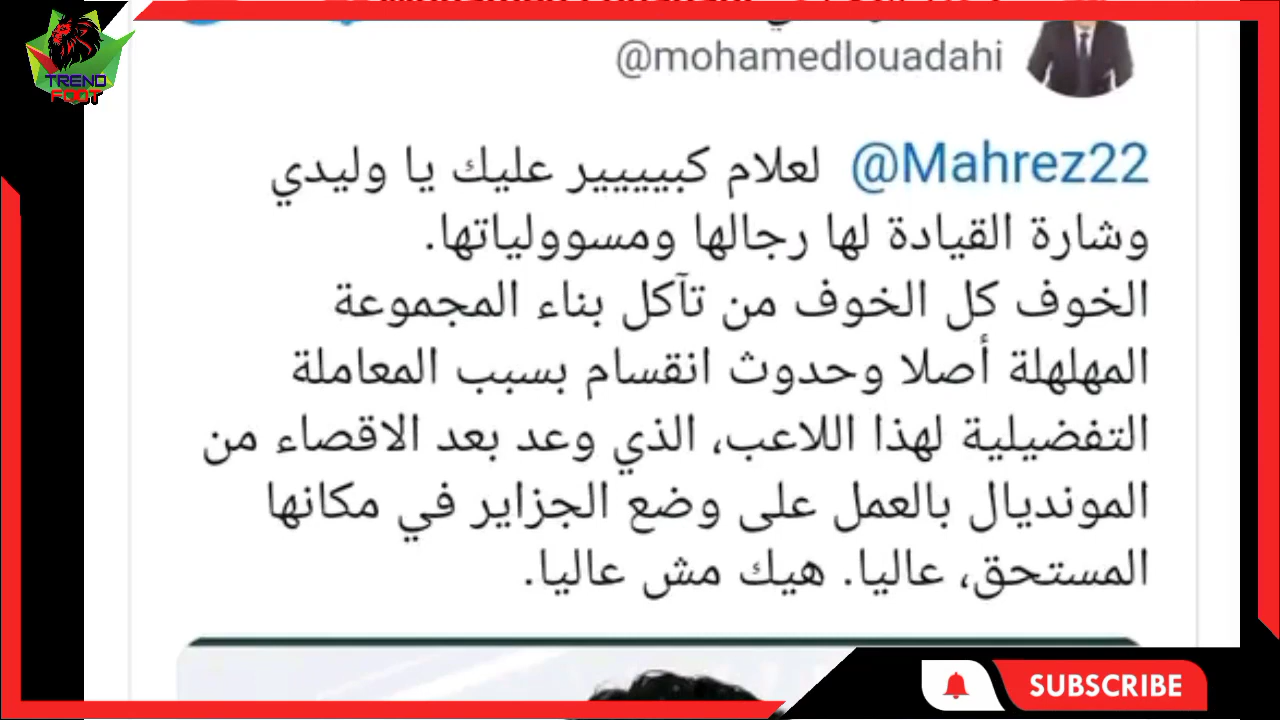 TREND
FOOT
@mohamedlouadahi
@Mahrez22 لعلام كبيييير عليك يا وليدي
وشارة القيادة لها رجالها ومسوولياتها.
الخوف كل الخوف من تآكل بناء المجموعة
المهلهلة أصلا وحدوث انقسام بسبب المعاملة
التفضيلية لهذا اللاعب، الذي وعد بعد الاقصاء من
المونديال بالعمل على وضع الجزاير في مكانها
المستحق، عاليا. هيك مش عاليا.
SUBSCRIBE